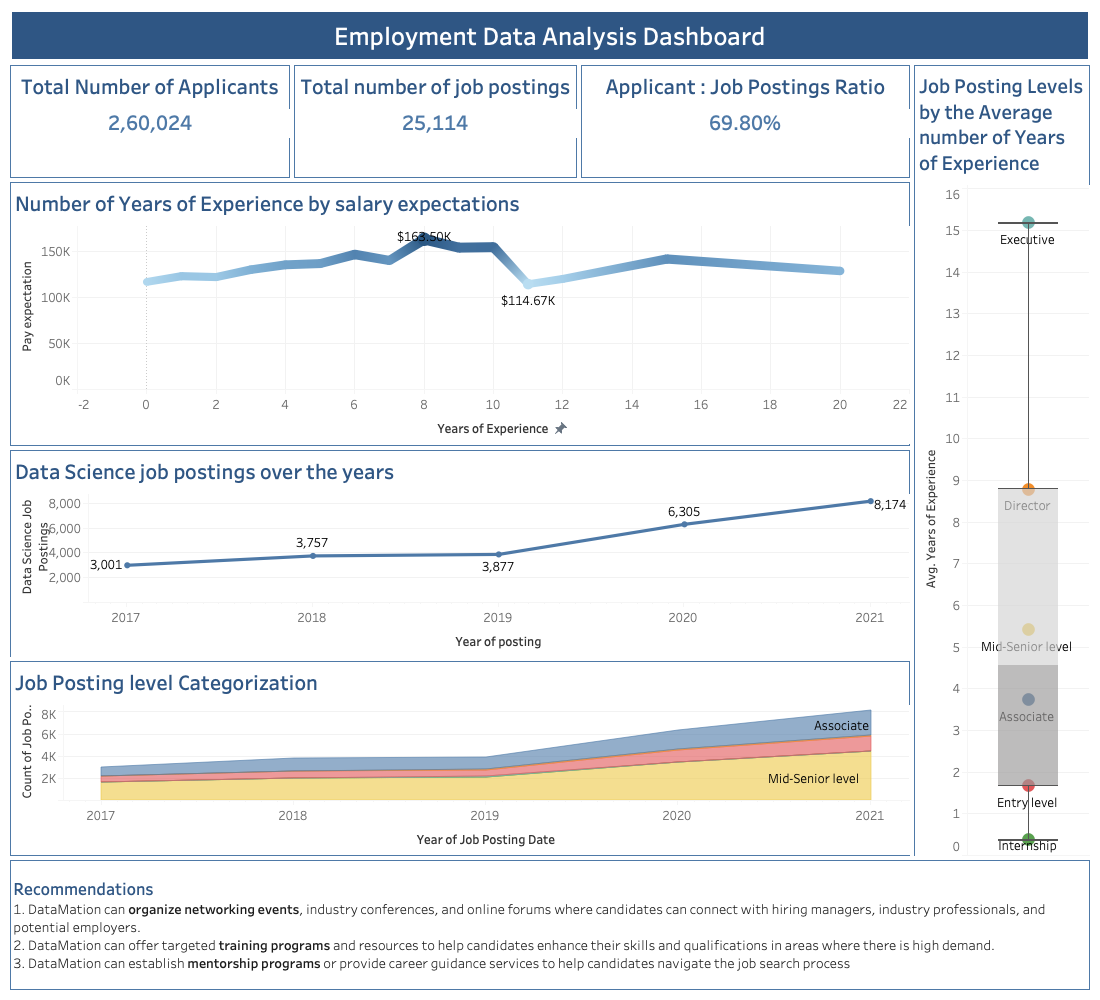 Employment Data Analysis Dashboard
Total Number of Applicants
2,60,024
Total number of job postings
25,114
Applicant : Job Postings Ratio
69.80%
Job Posting Levels
by the Average
number of Years
of Experience
Number of Years of Experience by salary expectations
Pay expectation
150K
100K
50K
0K
$163.50K
$114.67K
-2 0 2 4 6 8 10 12 14 16 18 20 22
Years of Experience
Data Science job postings over the years
Data Science Job
Postings
8,000
6,000
4,000
2,000
3,001
3,757
3,877
6,305
8,174
2017 2018 2019 2020 2021
Year of posting
Job Posting level Categorization
Count of Job Po..
8K
6K
4K
2K
Associate
Mid-Senior level
2017 2018 2019 2020 2021
Year of Job Posting Date
Avg. Years of Experience
16
15
14
13
12
11
10
9
8
7
6
5
4
3
2
1
0
Executive
Director
Mid-Senior level
Associate
Entry level
Internship
Recommendations
1. DataMation can organize networking events, industry conferences, and online forums where candidates can connect with hiring managers, industry professionals, and
potential employers.
2. DataMation can offer targeted training programs and resources to help candidates enhance their skills and qualifications in areas where there is high demand.
3. DataMation can establish mentorship programs or provide career guidance services to help candidates navigate the job search process